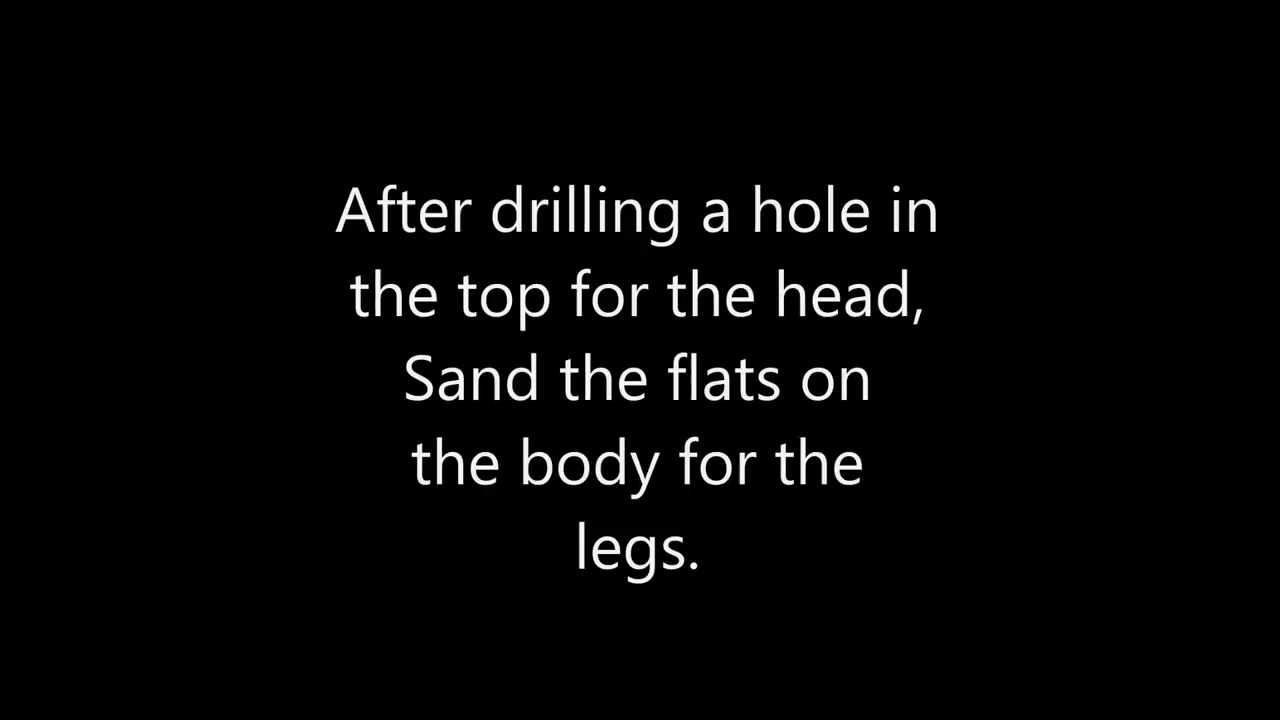 After drilling a hole in
the top for the head,
Sand the flats on
the body for the
legs.